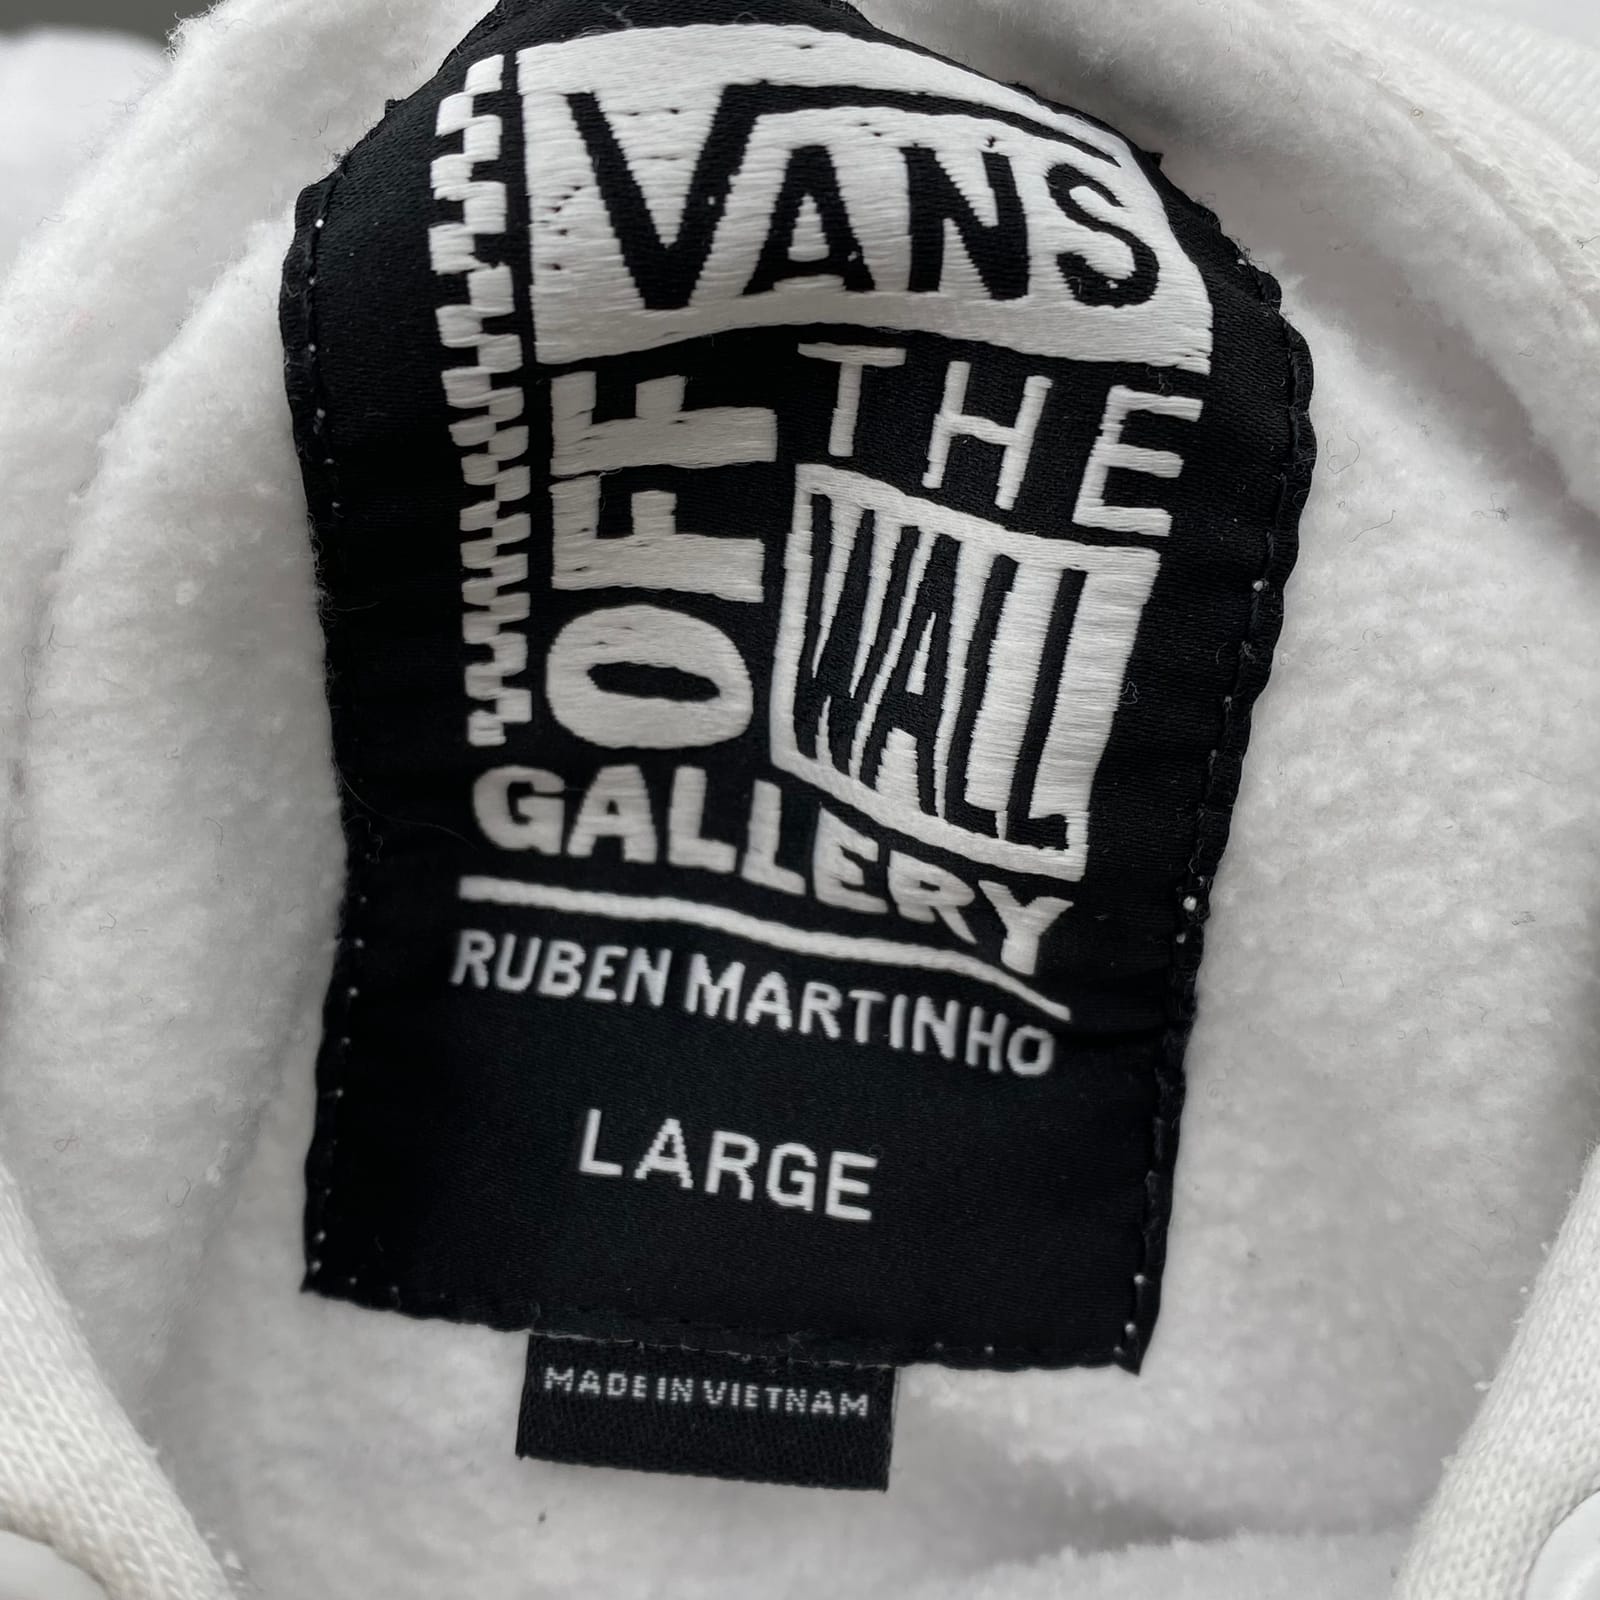 VANS
OFF THE
WALL
GALLERY
RUBEN MARTINHO
LARGE
MADE IN VIETNAM